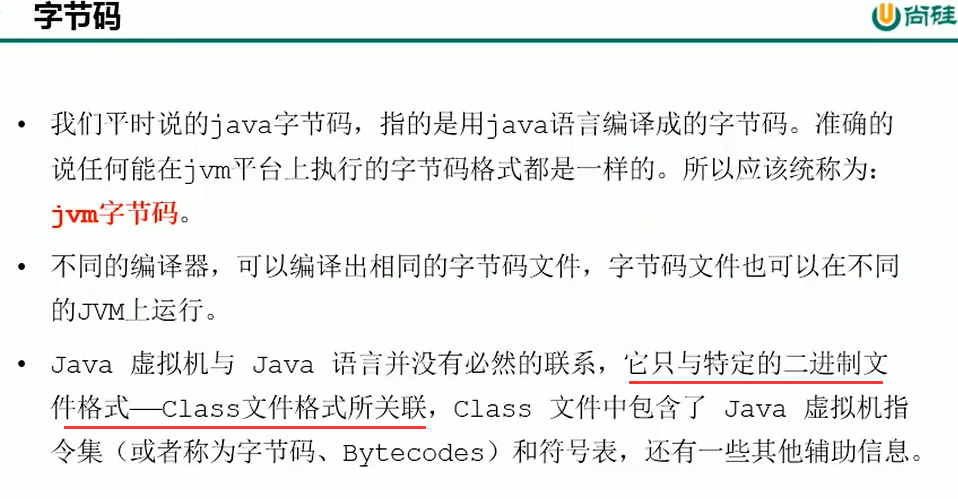 字节码
尚硅
• 我们平时说的java字节码，指的是用java语言编译成的字节码。准确的
说任何能在jvm平台上执行的字节码格式都是一样的。所以应该统称为：
jvm字节码。
• 不同的编译器，可以编译出相同的字节码文件，字节码文件也可以在不同
的JVM上运行。
• Java 虚拟机与 Java 语言并没有必然的联系，它只与特定的二进制文
件格式——Class文件格式所关联，Class 文件中包含了 Java 虚拟机指
令集（或者称为字节码、Bytecodes）和符号表，还有一些其他辅助信息。